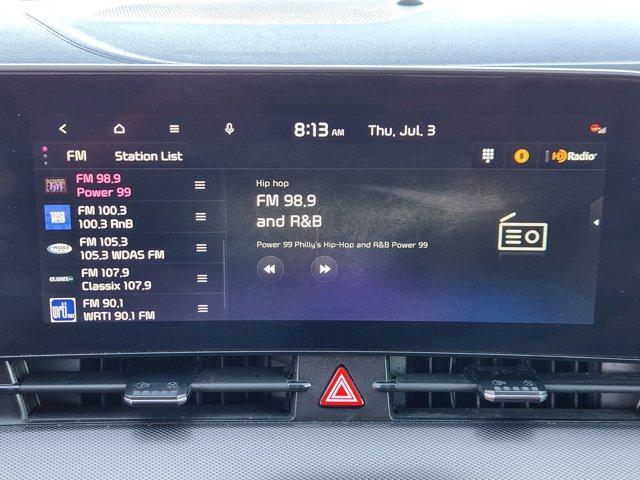 8:13 AM Thu, Jul, 3
FM Station List HD Radio
FM 98.9
Power 99
FM 100.3
100.3 RnB
FM 105.3
105.3 WDAS FM
FM 107.9
Classix 107.9
FM 90.1
WRTI 90.1 FM
wrti
Hip hop
FM 98.9
and R&B
Power 99 Philly's Hip-Hop and R&B Power 99